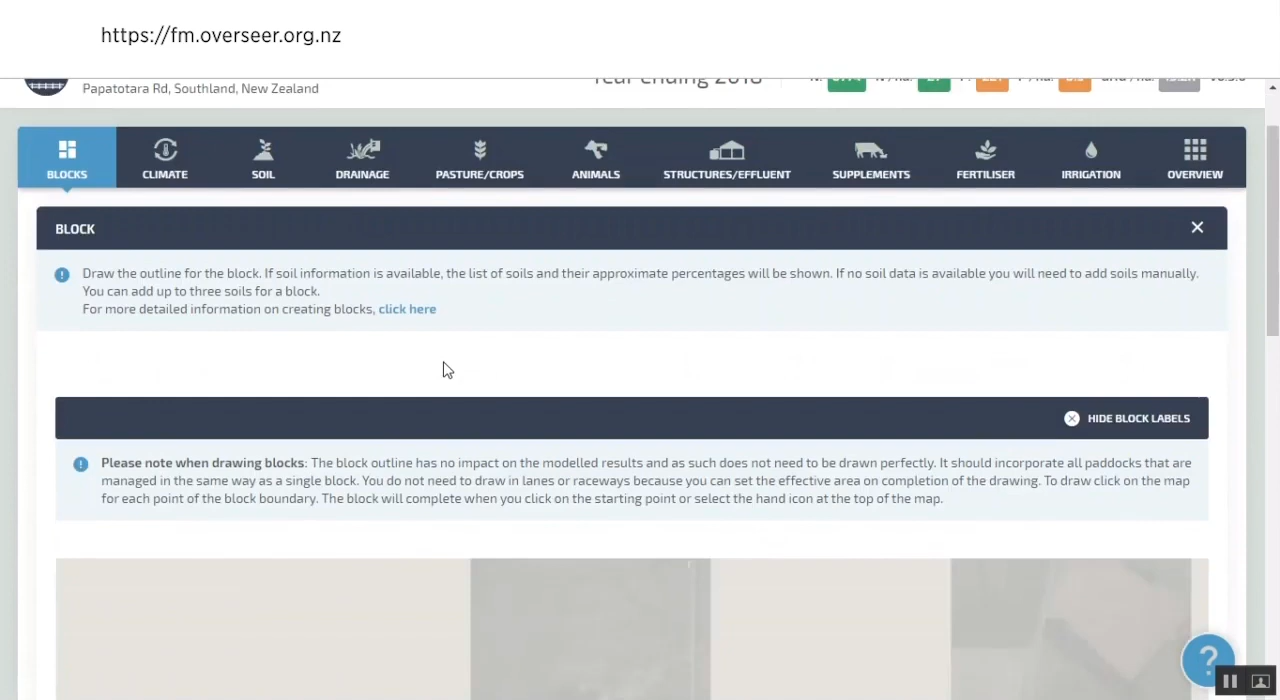 https://fm.overseer.org.nz
Year ending 2018
Papatotara Rd, Southland, New Zealand
BLOCKS
CLIMATE
SOIL
DRAINAGE
PASTURE/CROPS
ANIMALS
STRUCTURES/EFFLUENT
SUPPLEMENTS
FERTILISER
IRRIGATION
OVERVIEW
BLOCK
Draw the outline for the block. If soil information is available, the list of soils and their approximate percentages will be shown. If no soil data is available you will need to add soils manually.
You can add up to three soils for a block.
For more detailed information on creating blocks, click here
HIDE BLOCK LABELS
Please note when drawing blocks: The block outline has no impact on the modelled results and as such does not need to be drawn perfectly. It should incorporate all paddocks that are
managed in the same way as a single block. You do not need to draw in lanes or raceways because you can set the effective area on completion of the drawing. To draw click on the map
for each point of the block boundary. The block will complete when you click on the starting point or select the hand icon at the top of the map.
?